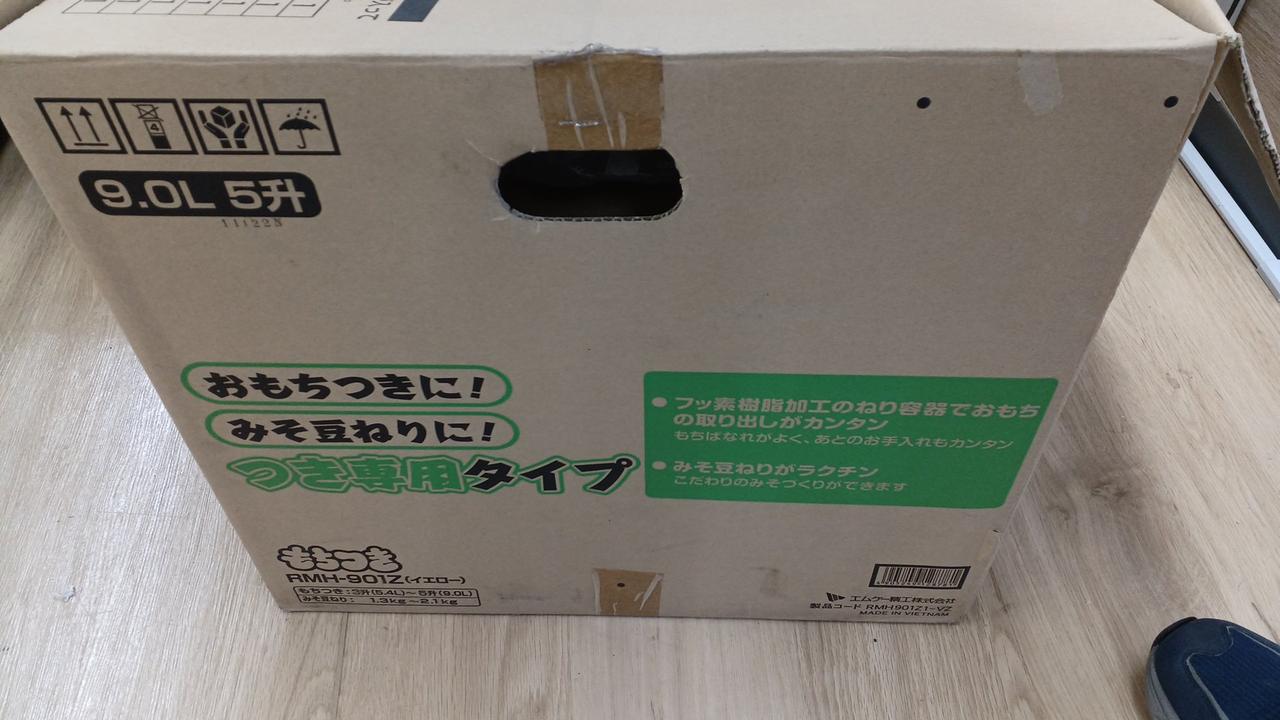 4
9.0L 5升
11122N
おもちつきに!
みそ豆ねりに!
つき専用タイプ
● フッ素樹脂加工のねり容器でおもち
の取り出しがカンタン
もちばなれがよく、あとのお手入れもカンタン
● みそ豆ねりがラクチン
こだわりのみそづくりができます
もちつき
RMH-901Z(イエロー)
もちつき:3升(5.4L)~5升(9.0L)
みそ豆ねり: 1.3kg~2.1kg
エムケー精工株式会社
製品コード RMH901Z1-VZ
MADE IN VIETNAM